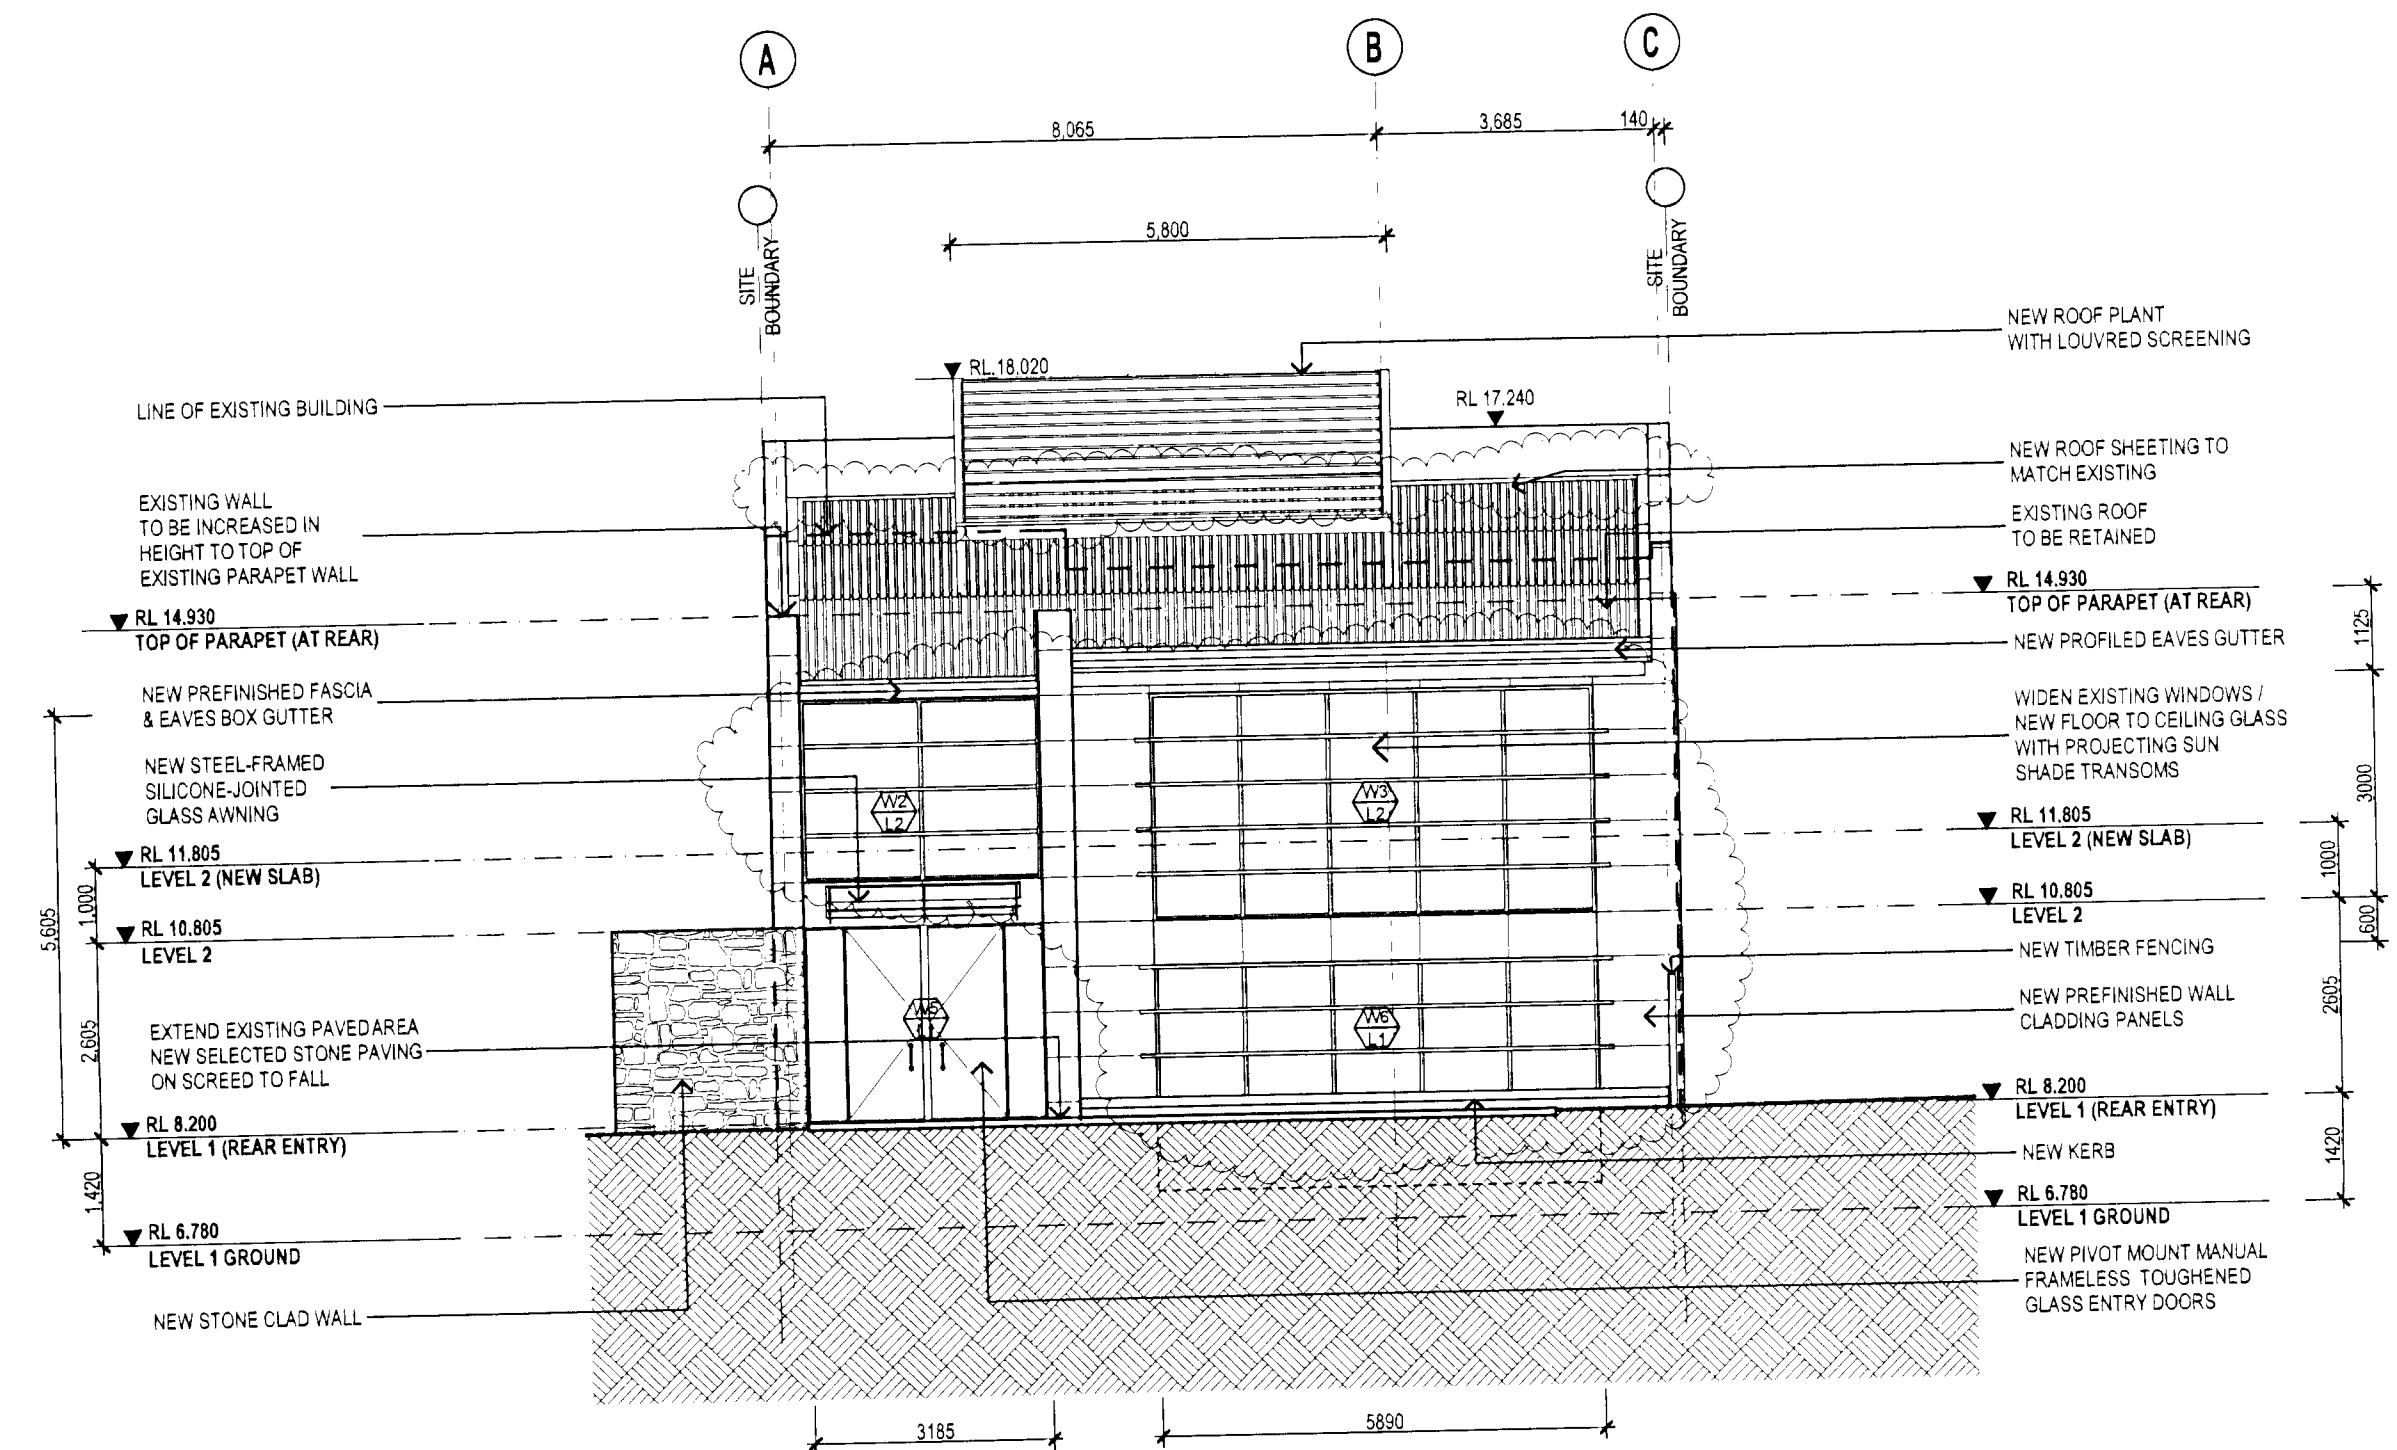 A
B
C
8,065
3,685
140
5,800
SITE
BOUNDARY
SITE
BOUNDARY
NEW ROOF PLANT
WITH LOUVRED SCREENING
RL.18.020
RL 17.240
LINE OF EXISTING BUILDING
NEW ROOF SHEETING TO
MATCH EXISTING
EXISTING WALL
TO BE INCREASED IN
HEIGHT TO TOP OF
EXISTING PARAPET WALL
EXISTING ROOF
TO BE RETAINED
RL 14.930
TOP OF PARAPET (AT REAR)
RL 14.930
TOP OF PARAPET (AT REAR)
1125
NEW PROFILED EAVES GUTTER
NEW PREFINISHED FASCIA
& EAVES BOX GUTTER
WIDEN EXISTING WINDOWS /
NEW FLOOR TO CEILING GLASS
WITH PROJECTING SUN
SHADE TRANSOMS
NEW STEEL-FRAMED
SILICONE-JOINTED
GLASS AWNING
W2
L2
W3
L2
3000
RL 11.805
LEVEL 2 (NEW SLAB)
RL 11.805
LEVEL 2 (NEW SLAB)
5,605
1,000
1000
RL 10.805
LEVEL 2
RL 10.805
LEVEL 2
600
NEW TIMBER FENCING
NEW PREFINISHED WALL
CLADDING PANELS
W5
W6
L1
2,605
2605
EXTEND EXISTING PAVED AREA
NEW SELECTED STONE PAVING
ON SCREED TO FALL
RL 8.200
LEVEL 1 (REAR ENTRY)
RL 8.200
LEVEL 1 (REAR ENTRY)
NEW KERB
1,420
1420
RL 6.780
LEVEL 1 GROUND
RL 6.780
LEVEL 1 GROUND
NEW PIVOT MOUNT MANUAL
FRAMELESS TOUGHENED
GLASS ENTRY DOORS
NEW STONE CLAD WALL
3185
5890